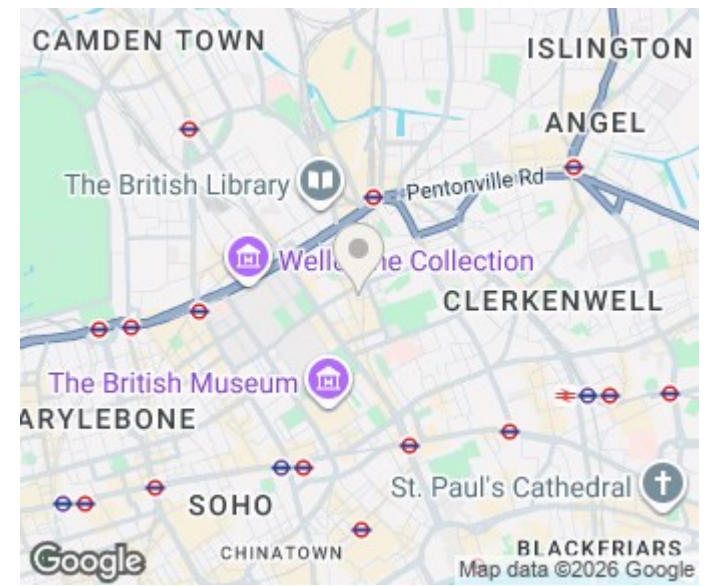 CAMDEN TOWN
ISLINGTON
ANGEL
The British Library
Pentonville Rd
Collection
CLERKENWELL
The British Museum
ARYLEBONE
St. Paul's Cathedral
SOHO
CHINATOWN
BLACKFRIARS
Google
Map data ©2026 Google